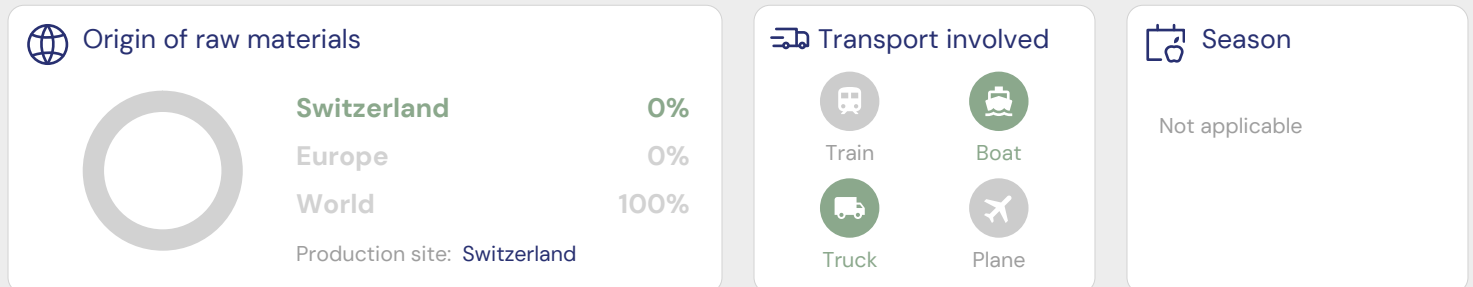 Origin of raw materials
Switzerland 0%
Europe 0%
World 100%
Production site: Switzerland
Transport involved
Train Boat
Truck Plane
Season
Not applicable